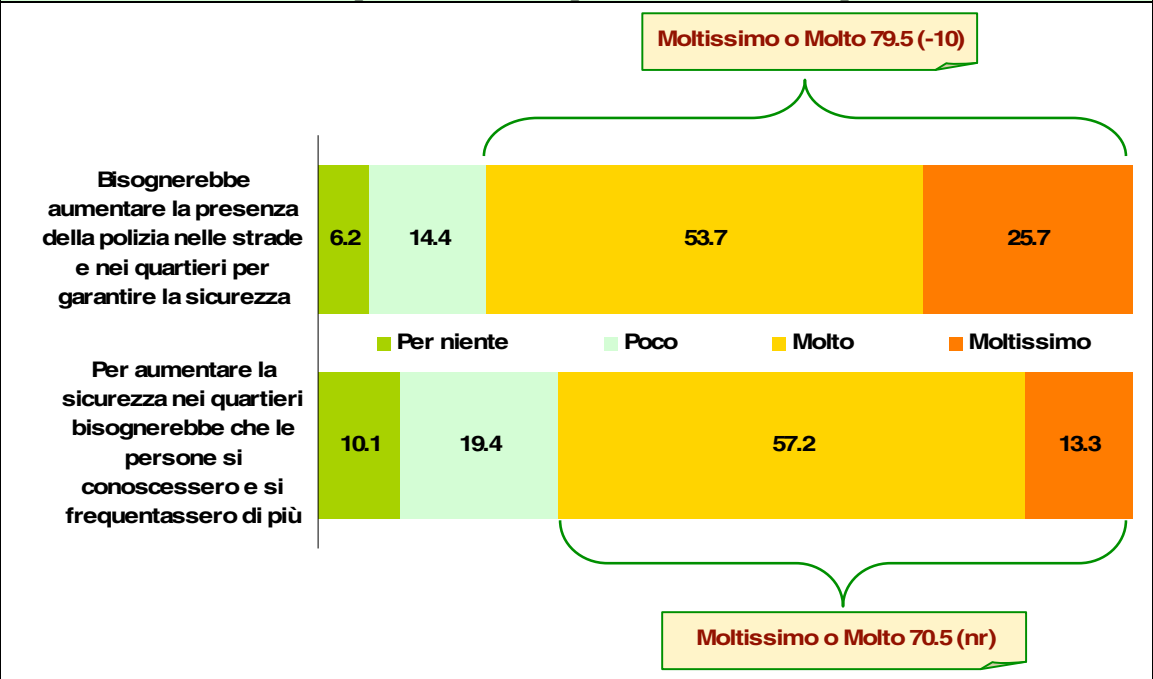 Moltissimo o Molto 79.5 (-10)
Bisognerebbe
aumentare la presenza
della polizia nelle strade
e nei quartieri per
garantire la sicurezza
6.2 14.4 53.7 25.7
Per niente Poco Molto Moltissimo
Per aumentare la
sicurezza nei quartieri
bisognerebbe che le
persone si
conoscessero e si
frequentassero di più
10.1 19.4 57.2 13.3
Moltissimo o Molto 70.5 (nr)